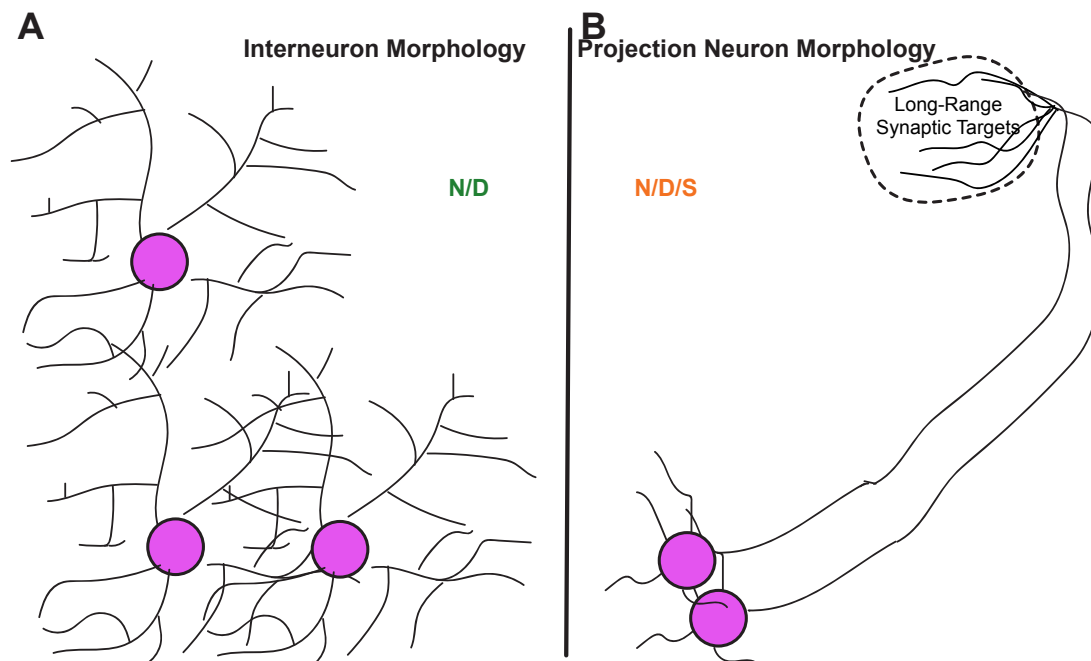 A
Interneuron Morphology
N/D
B
Projection Neuron Morphology
Long-Range
Synaptic Targets
N/D/S